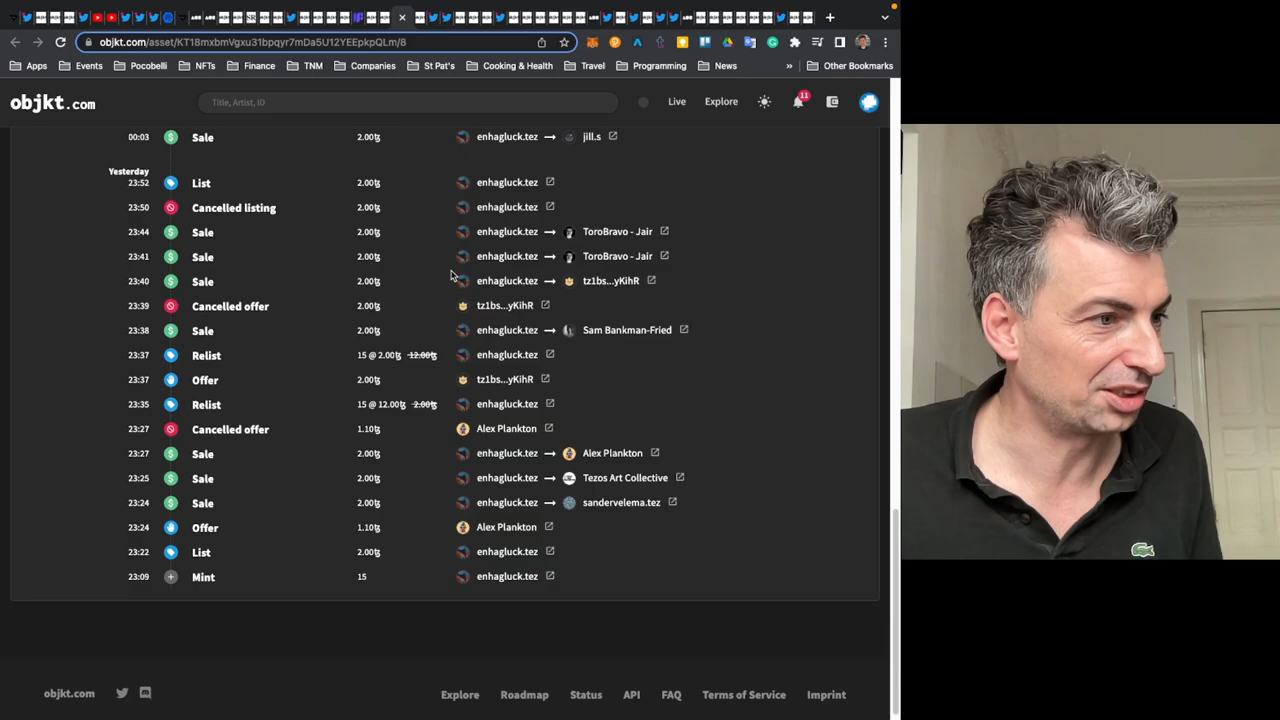 objkt.com/asset/KT18mxbmVgxu31bpqyr7mDa5U12YEEpkpQLm/8
Apps Events Pocobelli NFTs Finance TNM Companies St Pat's Cooking & Health Travel Programming News » Other Bookmarks
objkt.com Title, Artist, ID Live Explore 11
00:03 Sale 2.00ꜩ enhagluck.tez → jill.s
Yesterday
23:52 List 2.00ꜩ enhagluck.tez
23:50 Cancelled listing 2.00ꜩ enhagluck.tez
23:44 Sale 2.00ꜩ enhagluck.tez → ToroBravo - Jair
23:41 Sale 2.00ꜩ enhagluck.tez → ToroBravo - Jair
23:40 Sale 2.00ꜩ enhagluck.tez → tz1bs...yKihR
23:39 Cancelled offer 2.00ꜩ tz1bs...yKihR
23:38 Sale 2.00ꜩ enhagluck.tez → Sam Bankman-Fried
23:37 Relist 15 @ 2.00ꜩ 12.00ꜩ enhagluck.tez
23:37 Offer 2.00ꜩ tz1bs...yKihR
23:35 Relist 15 @ 12.00ꜩ 2.00ꜩ enhagluck.tez
23:27 Cancelled offer 1.10ꜩ Alex Plankton
23:27 Sale 2.00ꜩ enhagluck.tez → Alex Plankton
23:25 Sale 2.00ꜩ enhagluck.tez → Tezos Art Collective
23:24 Sale 2.00ꜩ enhagluck.tez → sandervelema.tez
23:24 Offer 1.10ꜩ Alex Plankton
23:22 List 2.00ꜩ enhagluck.tez
23:09 Mint 15 enhagluck.tez
objkt.com Explore Roadmap Status API FAQ Terms of Service Imprint